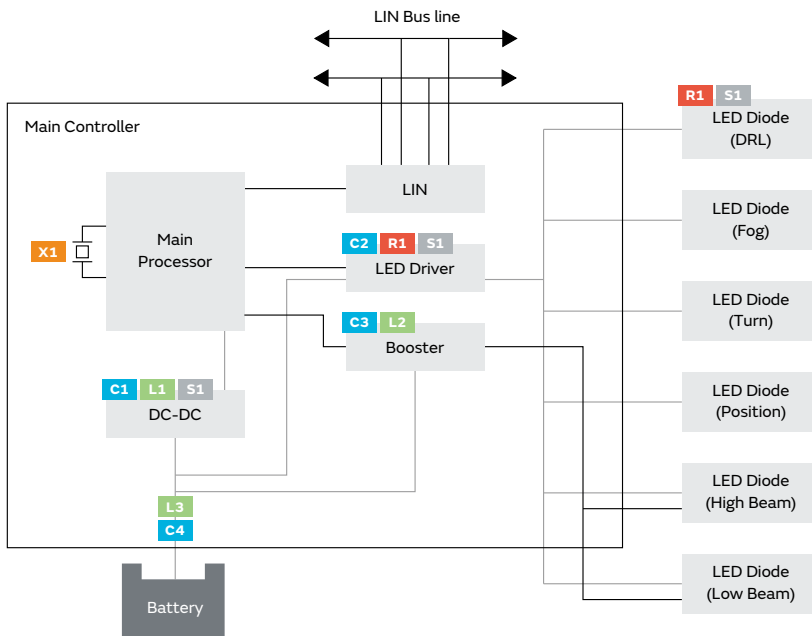 LIN Bus line
Main Controller
R1 S1
LED Diode
(DRL)
LIN
Main
Processor
X1
LED Diode
(Fog)
C2 R1 S1
LED Driver
LED Diode
(Turn)
C3 L2
Booster
C1 L1 S1
DC-DC
LED Diode
(Position)
L3
C4
LED Diode
(High Beam)
Battery
LED Diode
(Low Beam)